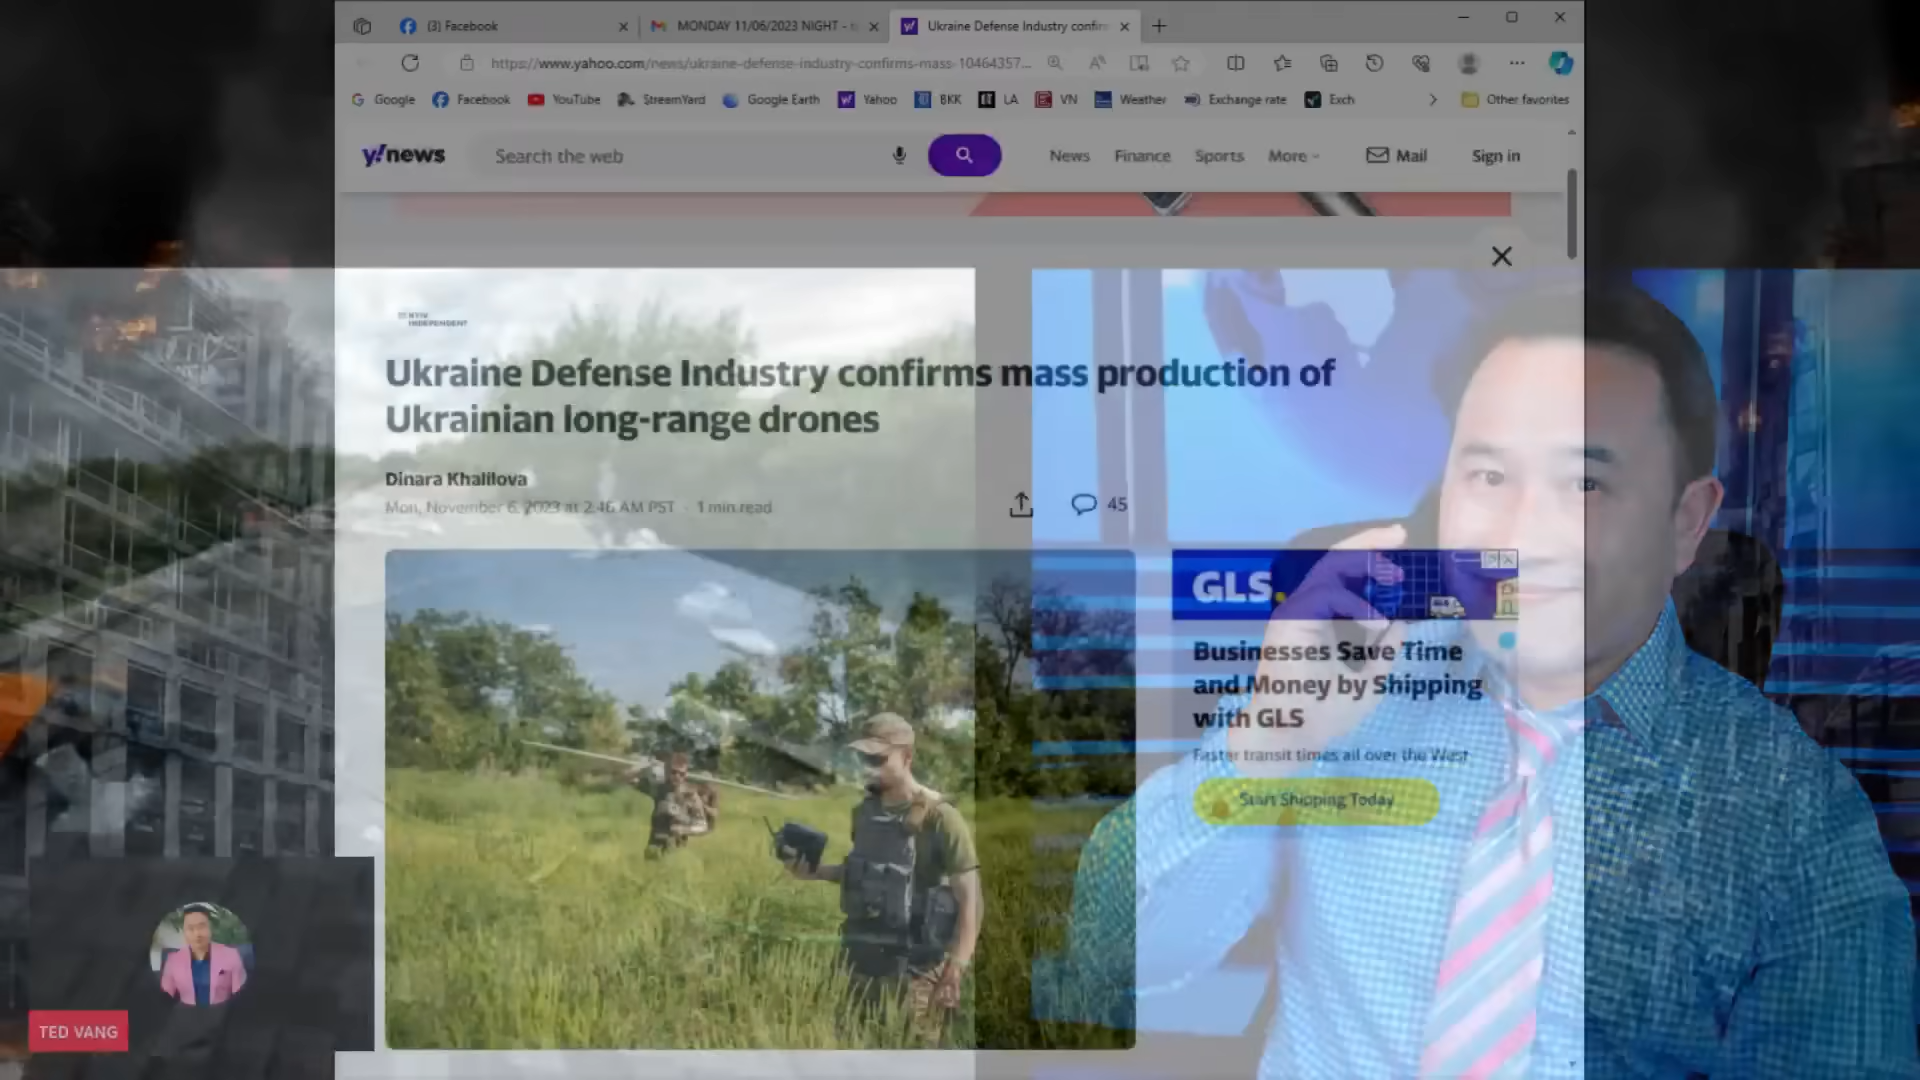 (3) Facebook
MONDAY 11/06/2023 NIGHT -
Ukraine Defense Industry confirm
https://www.yahoo.com/news/ukraine-defense-industry-confirms-mass-10464357...
Google
Facebook
YouTube
StreamYard
Google Earth
Yahoo
BKK
LA
VN
Weather
Exchange rate
Exch
Other favorites
y!news
Search the web
News
Finance
Sports
More
Mail
Sign in
KYIV
INDEPENDENT
Ukraine Defense Industry confirms mass production of
Ukrainian long-range drones
Dinara Khalilova
Mon, November 6, 2023 at 2:46 AM PST · 1 min read
45
GLS.
GLS
Businesses Save Time
and Money by Shipping
with GLS
Faster transit times all over the West
Start Shipping Today
TED VANG